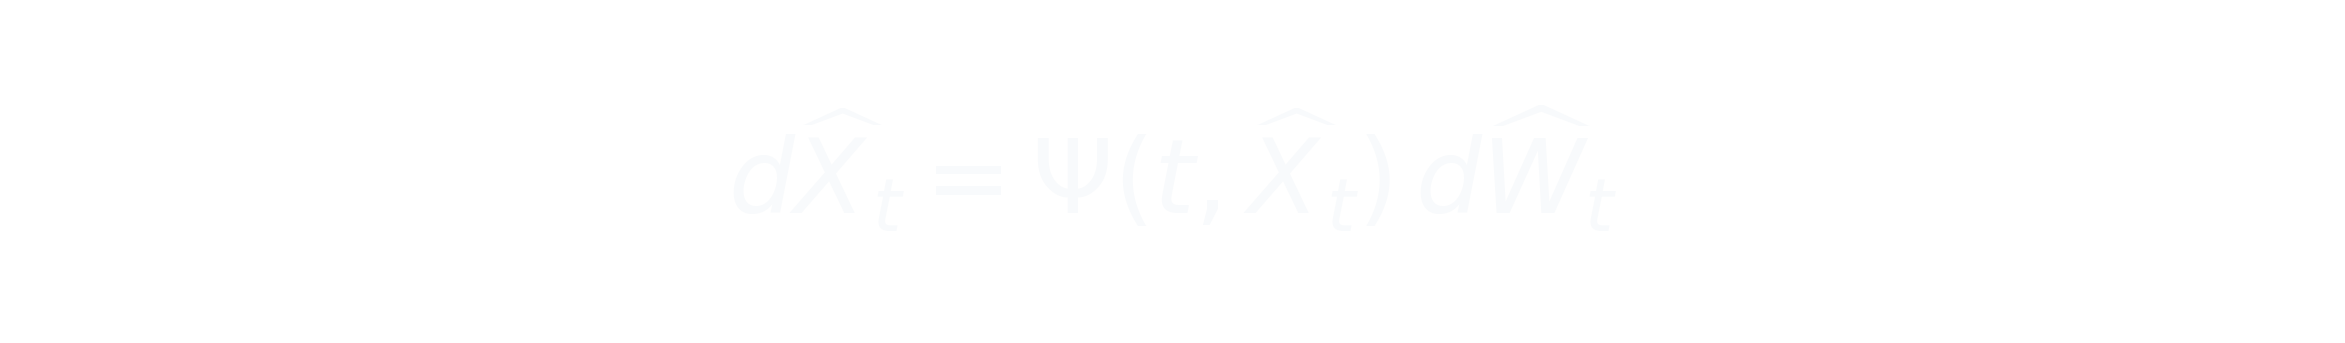 $d\widehat{X}_t = \Psi(t, \widehat{X}_t)\, d\widehat{W}_t$